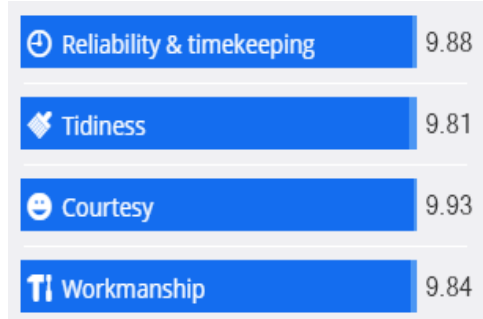 Reliability & timekeeping 9.88
Tidiness 9.81
Courtesy 9.93
Workmanship 9.84